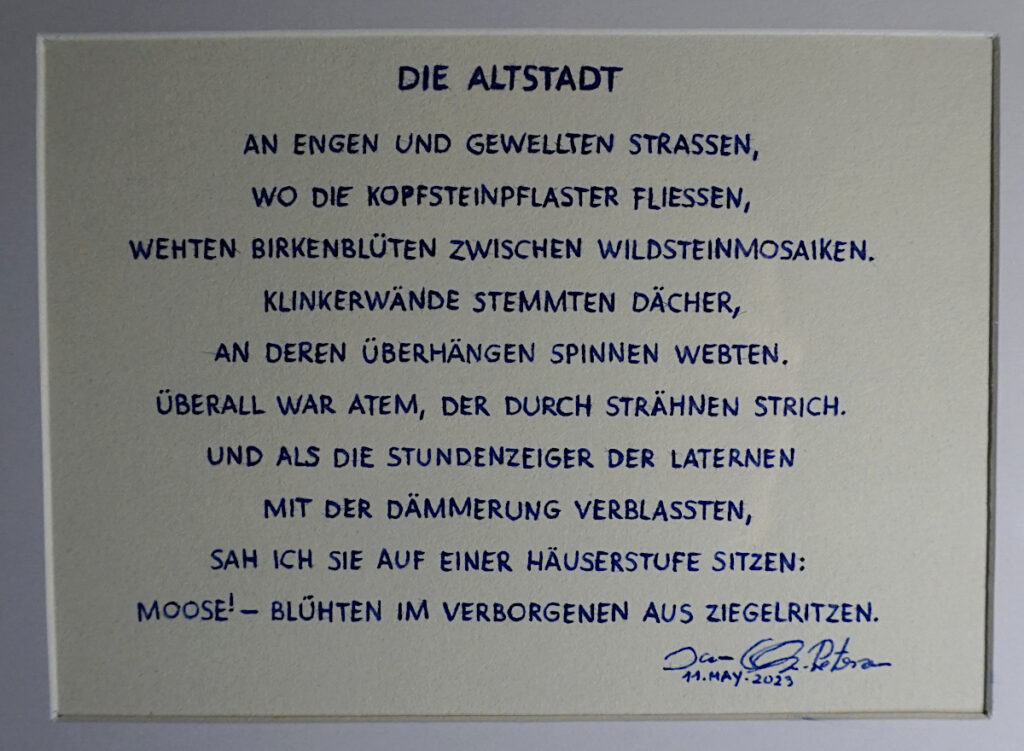 DIE ALTSTADT
AN ENGEN UND GEWELLTEN STRASSEN,
WO DIE KOPFSTEINPFLASTER FLIESSEN,
WEHTEN BIRKENBLÜTEN ZWISCHEN WILDSTEINMOSAIKEN.
KLINKERWÄNDE STEMMTEN DÄCHER,
AN DEREN ÜBERHÄNGEN SPINNEN WEBTEN.
ÜBERALL WAR ATEM, DER DURCH STRÄHNEN STRICH.
UND ALS DIE STUNDENZEIGER DER LATERNEN
MIT DER DÄMMERUNG VERBLASSTEN,
SAH ICH SIE AUF EINER HÄUSERSTUFE SITZEN:
MOOSE! – BLÜHTEN IM VERBORGENEN AUS ZIEGELRITZEN.
11. MAY. 2023